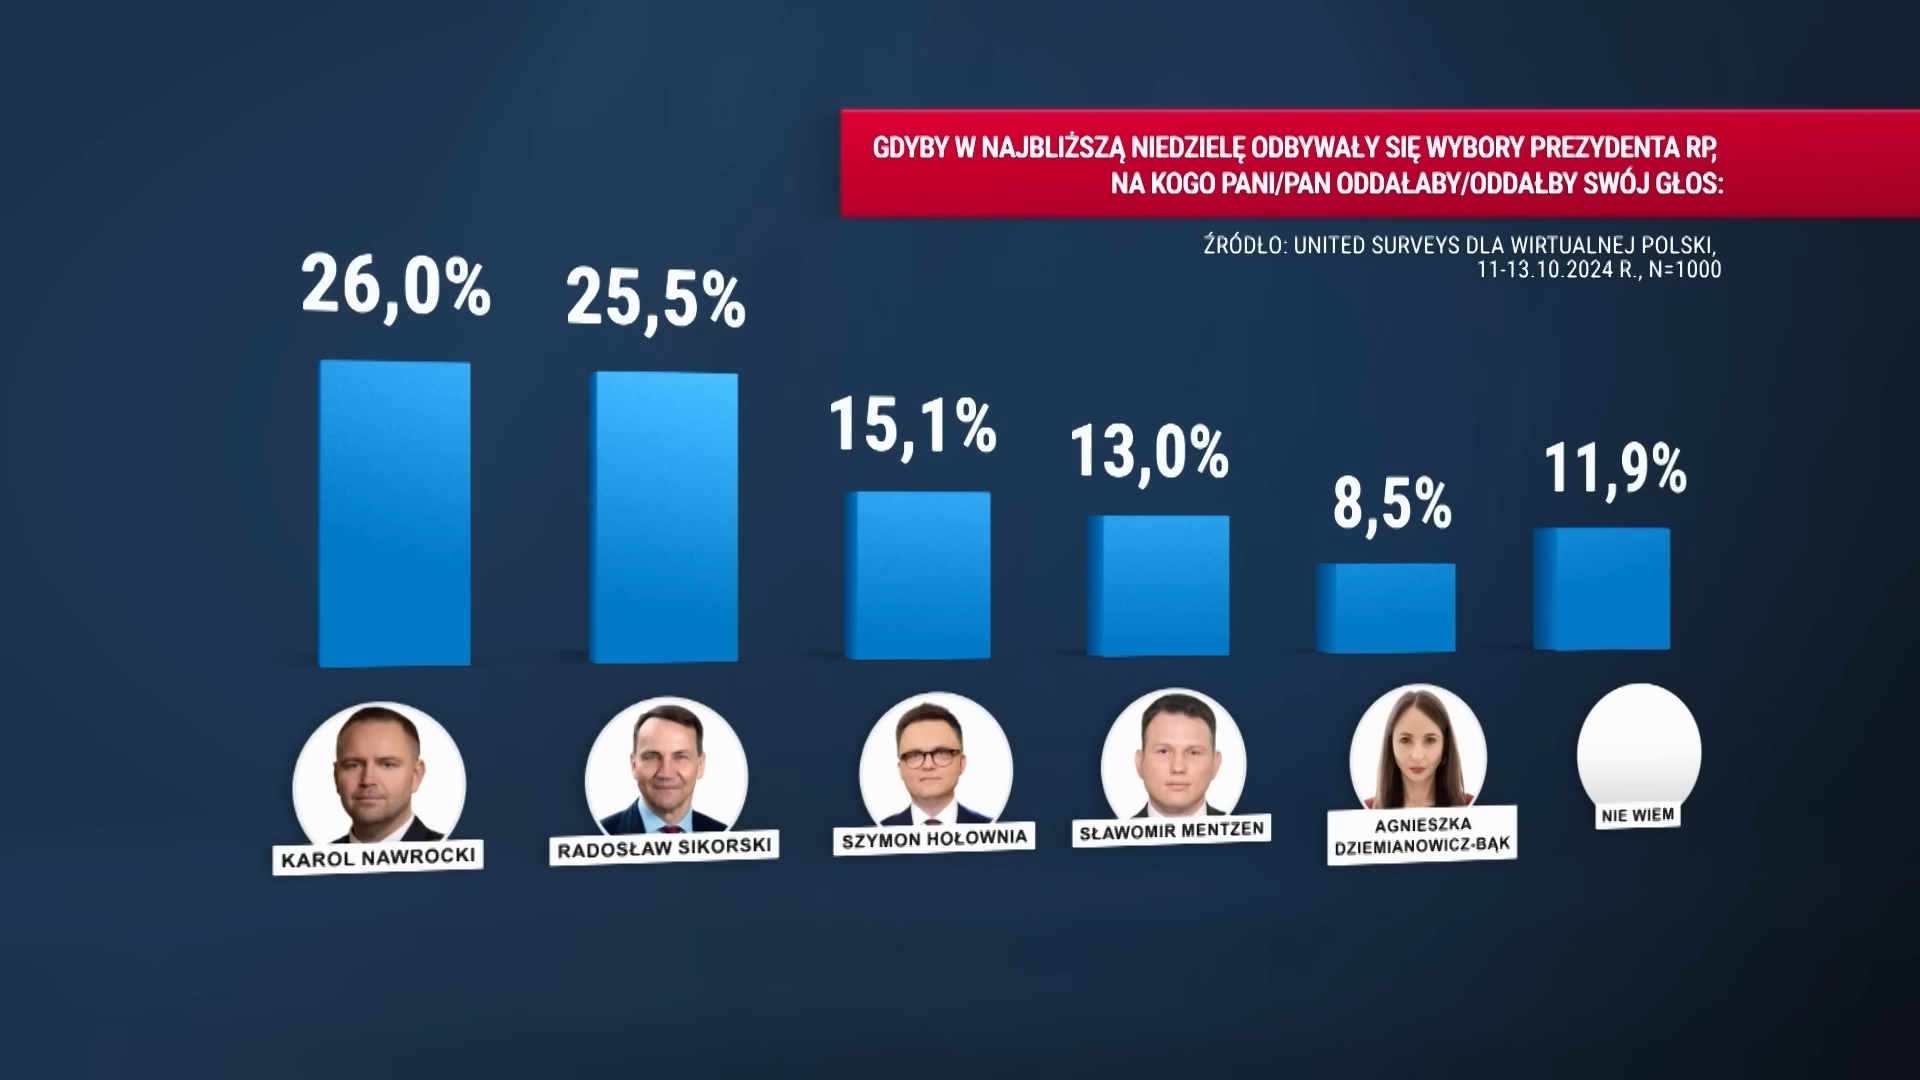 GDYBY W NAJBLIŻSZĄ NIEDZIELĘ ODBYWAŁY SIĘ WYBORY PREZYDENTA RP,
NA KOGO PANI/PAN ODDAŁABY/ODDAŁBY SWÓJ GŁOS:
ŹRÓDŁO: UNITED SURVEYS DLA WIRTUALNEJ POLSKI,
11-13.10.2024 R., N=1000
26,0%
25,5%
15,1%
13,0%
8,5%
11,9%
KAROL NAWROCKI
RADOSŁAW SIKORSKI
SZYMON HOŁOWNIA
SŁAWOMIR MENTZEN
AGNIESZKA
DZIEMIANOWICZ-BĄK
NIE WIEM